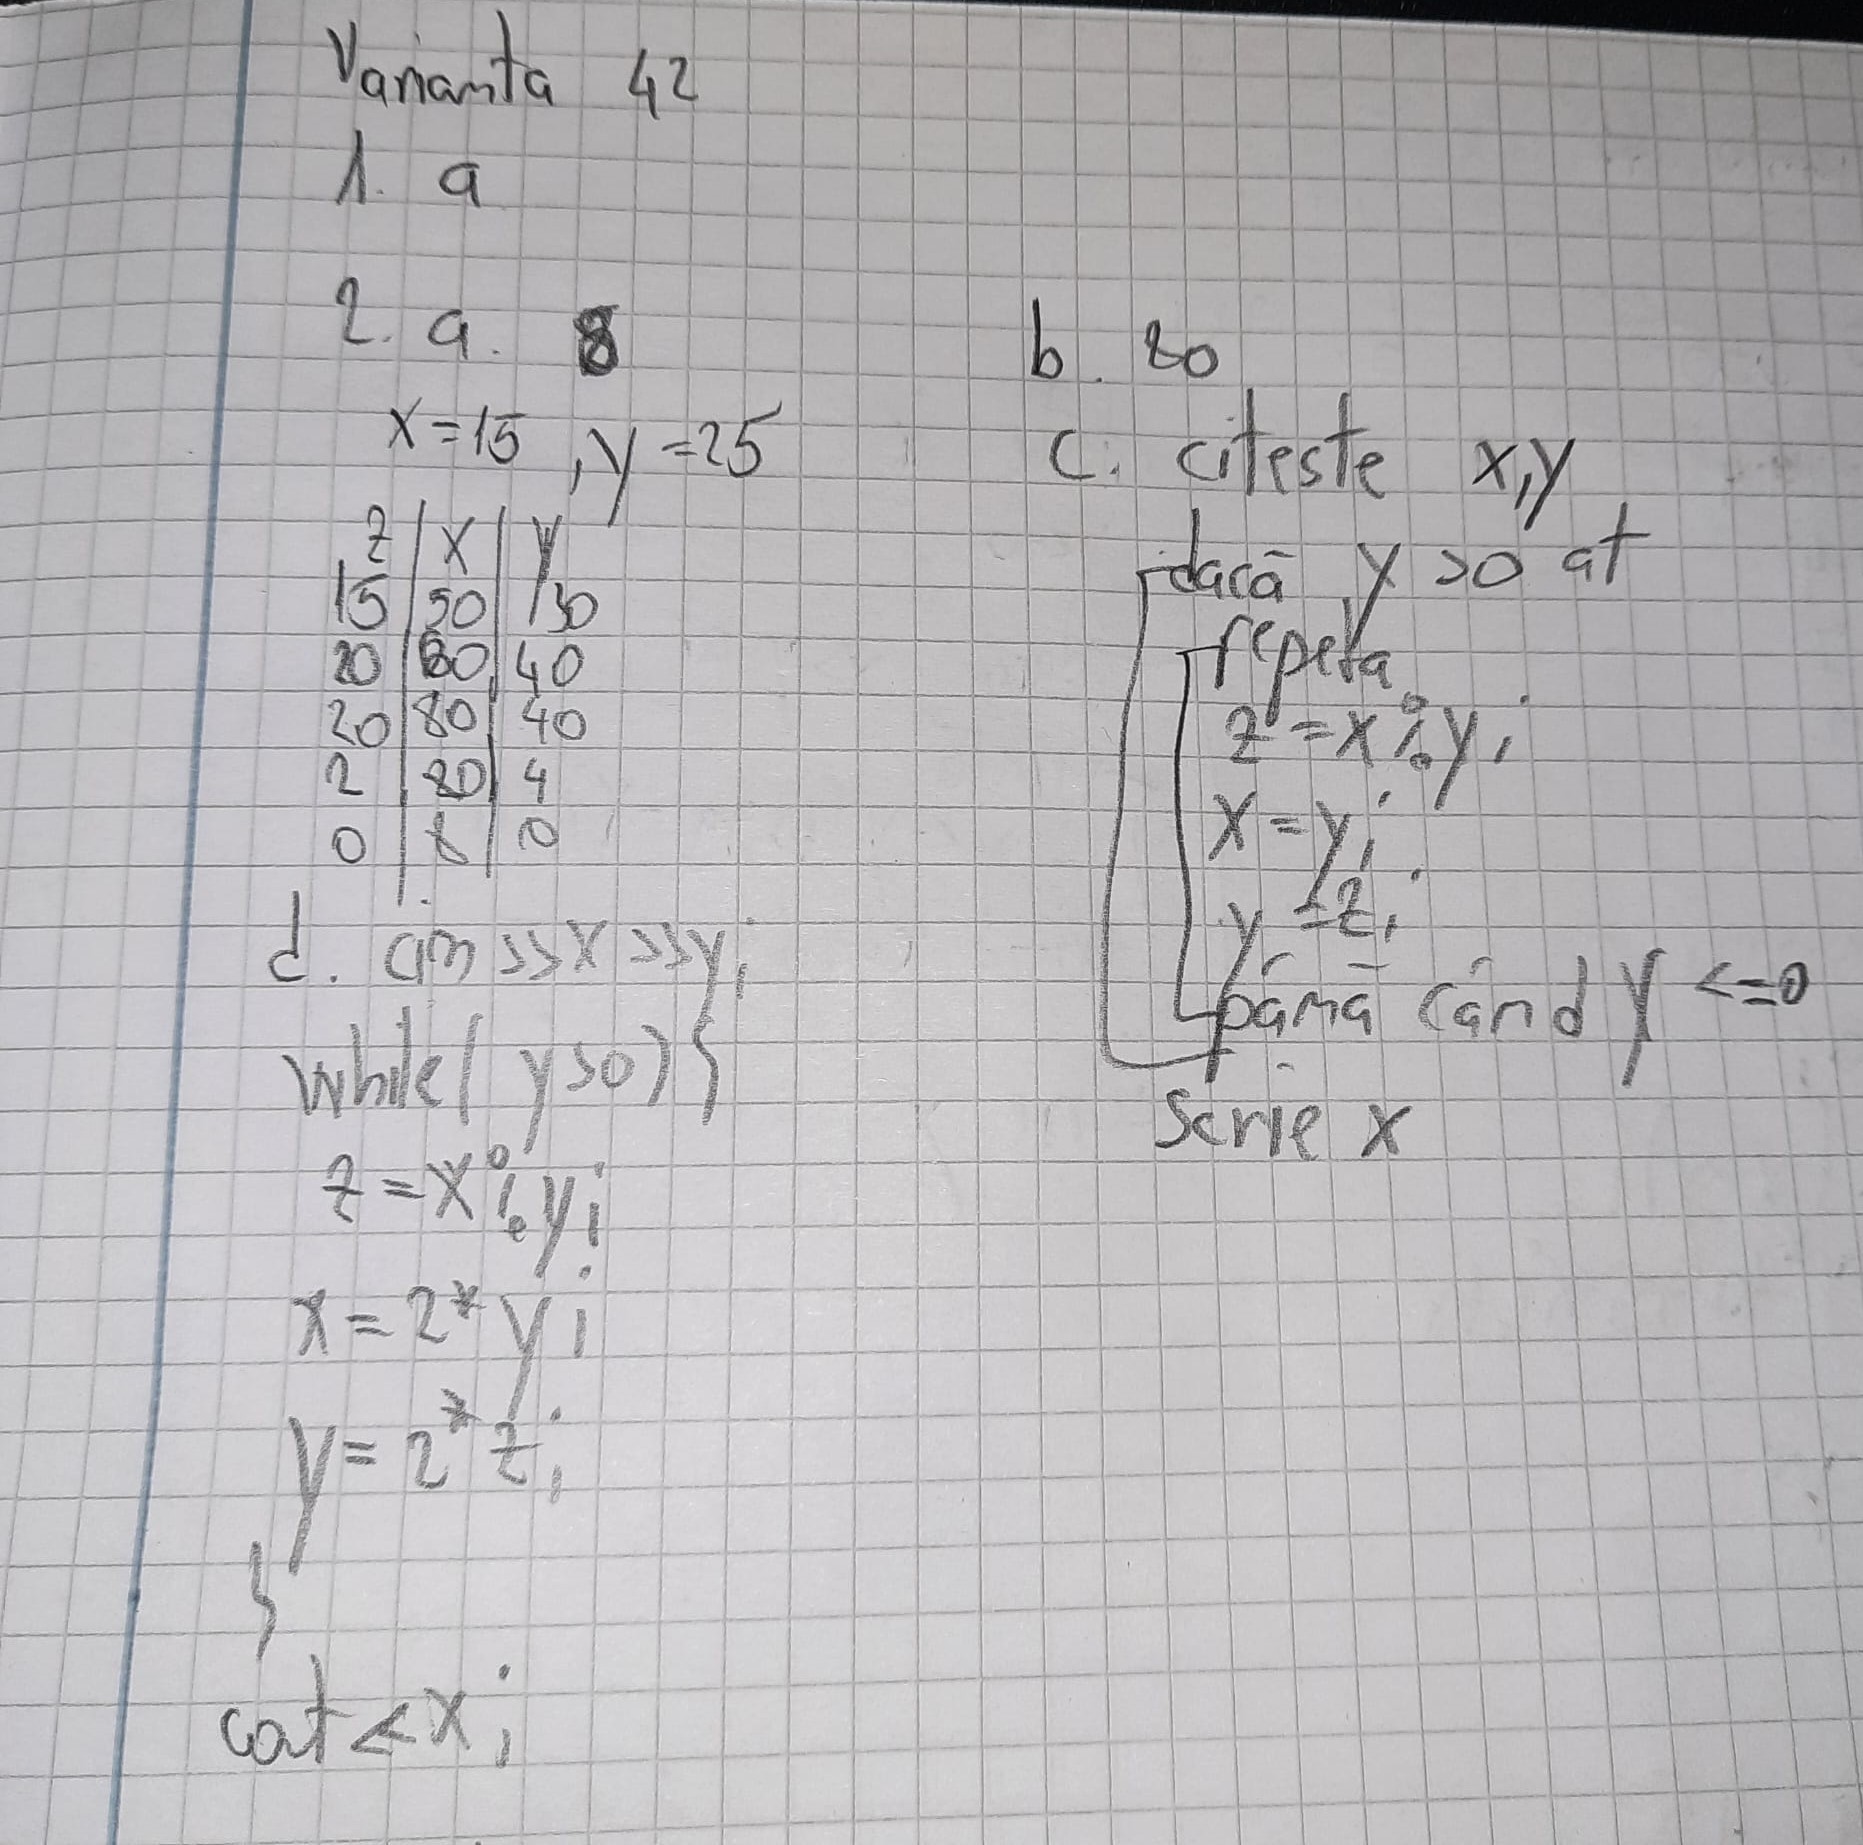 Varianta 42
1. a
2. a. 8
x=15, y=25
z | x | y
15 | 50 | 30
20 | 60 | 40
20 | 80 | 40
2 | 80 | 4
0 | 8 | 0
b. 20
c. citeste x,y
dacă y >0 at
repeta
z=x%y;
x=y;
y=z;
până când y <=0
scrie x
d. cin >>x >>y;
while( y>0){
z=x%y;
x=2*y;
y=2*z;
}
cout<<x;